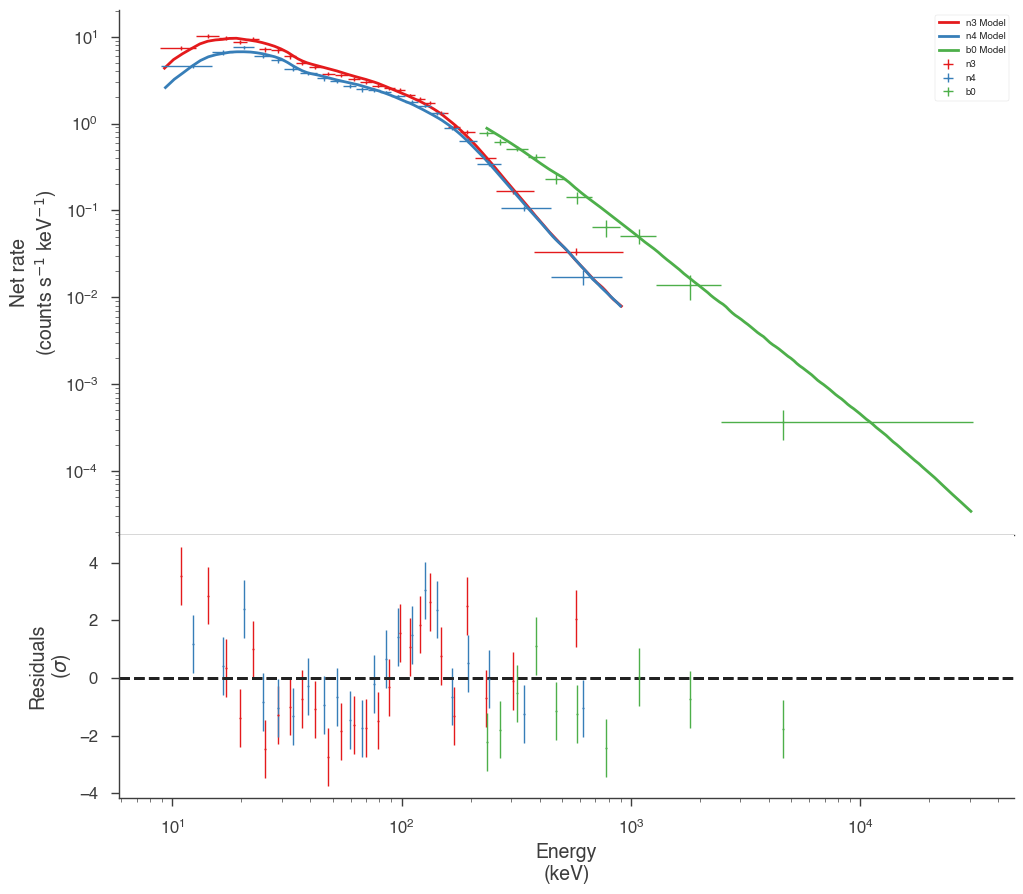 Net rate
(counts s⁻¹ keV⁻¹)
10¹
10⁰
10⁻¹
10⁻²
10⁻³
10⁻⁴
n3 Model
n4 Model
b0 Model
n3
n4
b0
Residuals
(σ)
4
2
0
−2
−4
10¹ 10² 10³ 10⁴
Energy
(keV)